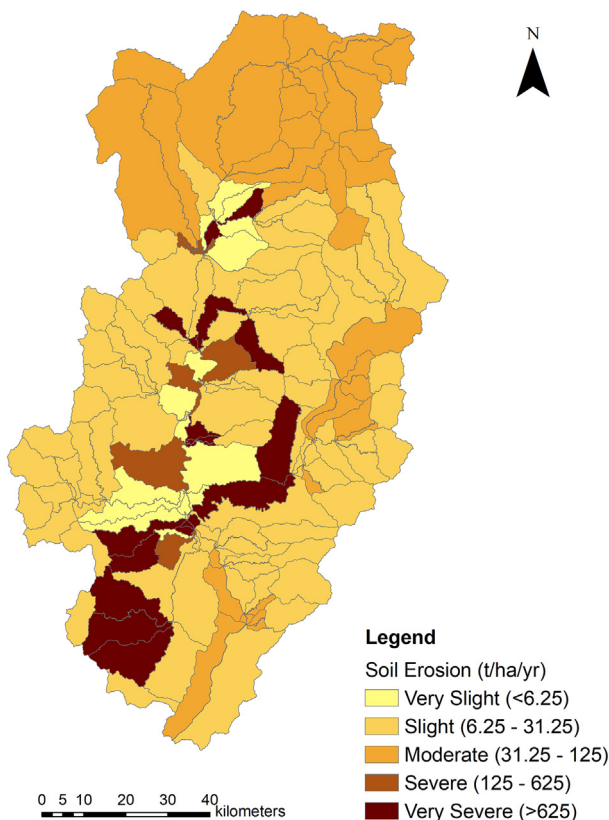 N
Legend
Soil Erosion (t/ha/yr)
Very Slight (<6.25)
Slight (6.25 - 31.25)
Moderate (31.25 - 125)
Severe (125 - 625)
Very Severe (>625)
0 5 10 20 30 40 kilometers